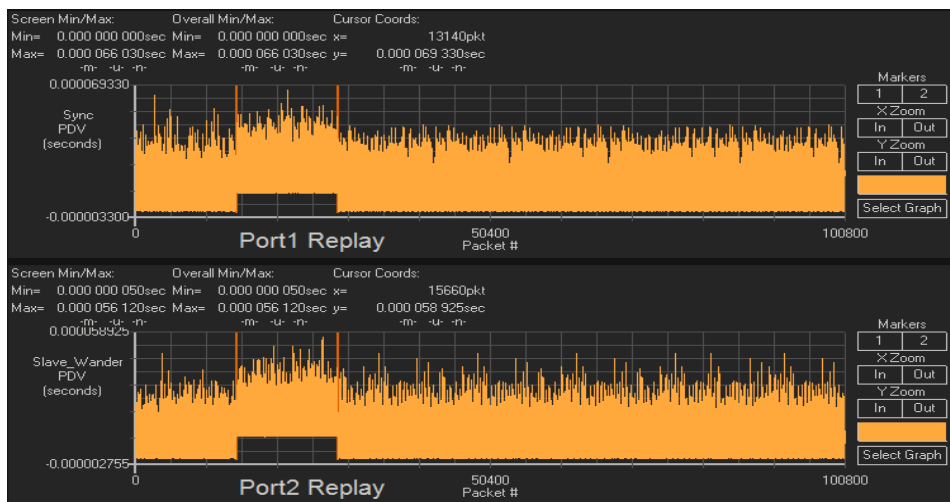 Screen Min/Max: Overall Min/Max: Cursor Coords:
Min= 0.000 000 000sec Min= 0.000 000 000sec x= 13140pkt
Max= 0.000 066 030sec Max= 0.000 066 030sec y= 0.000 069 330sec
-m- -u- -n- -m- -u- -n- -m- -u- -n-
0.000069330
Sync
PDV
(seconds)
-0.000003300
0 50400 100800
Port1 Replay
Packet #
Markers
1 2
X Zoom
In Out
Y Zoom
In Out
Select Graph
Screen Min/Max: Overall Min/Max: Cursor Coords:
Min= 0.000 000 050sec Min= 0.000 000 050sec x= 15660pkt
Max= 0.000 056 120sec Max= 0.000 056 120sec y= 0.000 058 925sec
-m- -u- -n- -m- -u- -n- -m- -u- -n-
0.000058925
Slave_Wander
PDV
(seconds)
-0.000002755
0 50400 100800
Port2 Replay
Packet #
Markers
1 2
X Zoom
In Out
Y Zoom
In Out
Select Graph